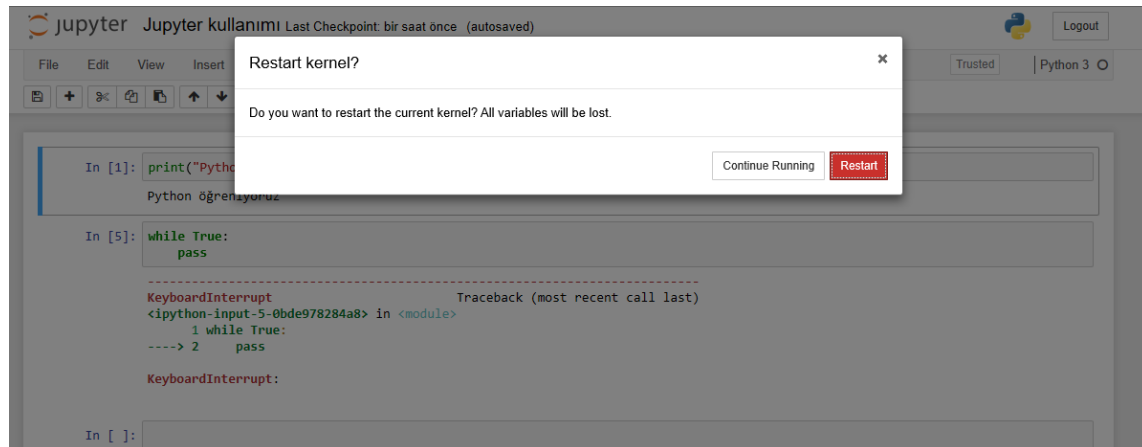 jupyter Jupyter kullanımı Last Checkpoint: bir saat önce (autosaved)
Logout
File Edit View Insert
Trusted
Python 3
Restart kernel?
Do you want to restart the current kernel? All variables will be lost.
Continue Running
Restart
In [1]: print("Pytho
Python öğreniyoruz
In [5]: while True:
pass
KeyboardInterrupt Traceback (most recent call last)
<ipython-input-5-0bde978284a8> in <module>
1 while True:
----> 2 pass
KeyboardInterrupt:
In [ ]: